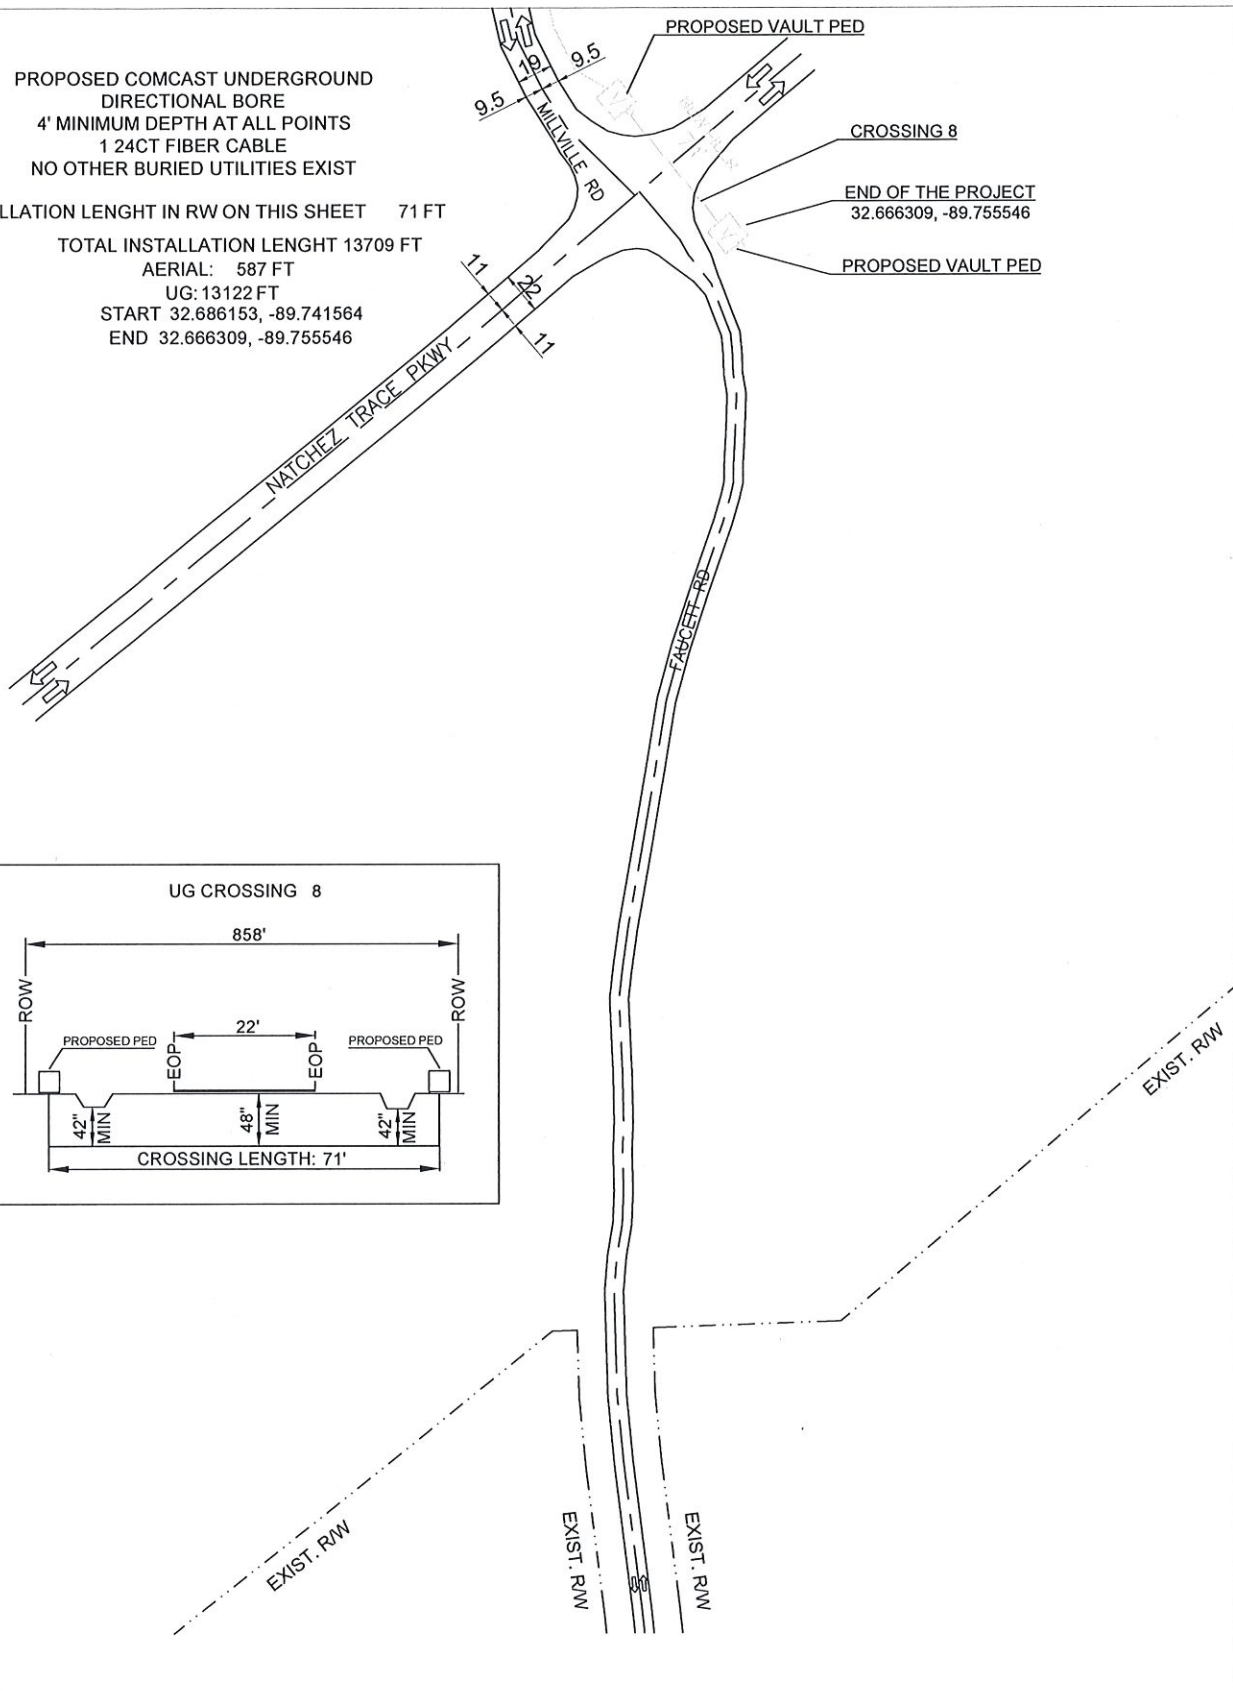 PROPOSED VAULT PED
PROPOSED COMCAST UNDERGROUND
DIRECTIONAL BORE
4' MINIMUM DEPTH AT ALL POINTS
1 24CT FIBER CABLE
NO OTHER BURIED UTILITIES EXIST
LLATION LENGHT IN RW ON THIS SHEET 71 FT
TOTAL INSTALLATION LENGHT 13709 FT
AERIAL: 587 FT
UG: 13122 FT
START 32.686153, -89.741564
END 32.666309, -89.755546
19
9.5
9.5
MILLVILLE RD
V
71'
CROSSING 8
END OF THE PROJECT
32.666309, -89.755546
V
PROPOSED VAULT PED
11
22
11
NATCHEZ TRACE PKWY
FAUCETT RD
UG CROSSING 8
858'
ROW
ROW
22'
PROPOSED PED
PROPOSED PED
EOP
EOP
42"
MIN
48"
MIN
42"
MIN
CROSSING LENGTH: 71'
EXIST. R/W
EXIST. R/W
EXIST. R/W
EXIST. R/W